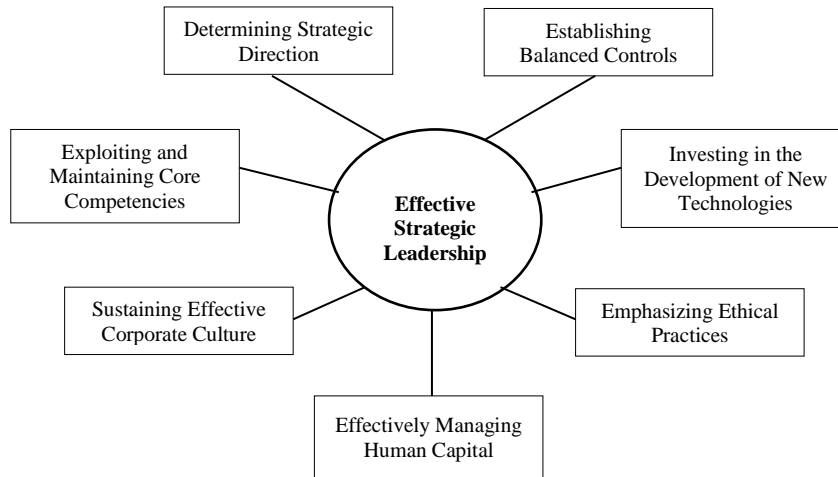 Determining Strategic
Direction
Establishing
Balanced Controls
Exploiting and
Maintaining Core
Competencies
Investing in the
Development of New
Technologies
Effective
Strategic
Leadership
Sustaining Effective
Corporate Culture
Emphasizing Ethical
Practices
Effectively Managing
Human Capital